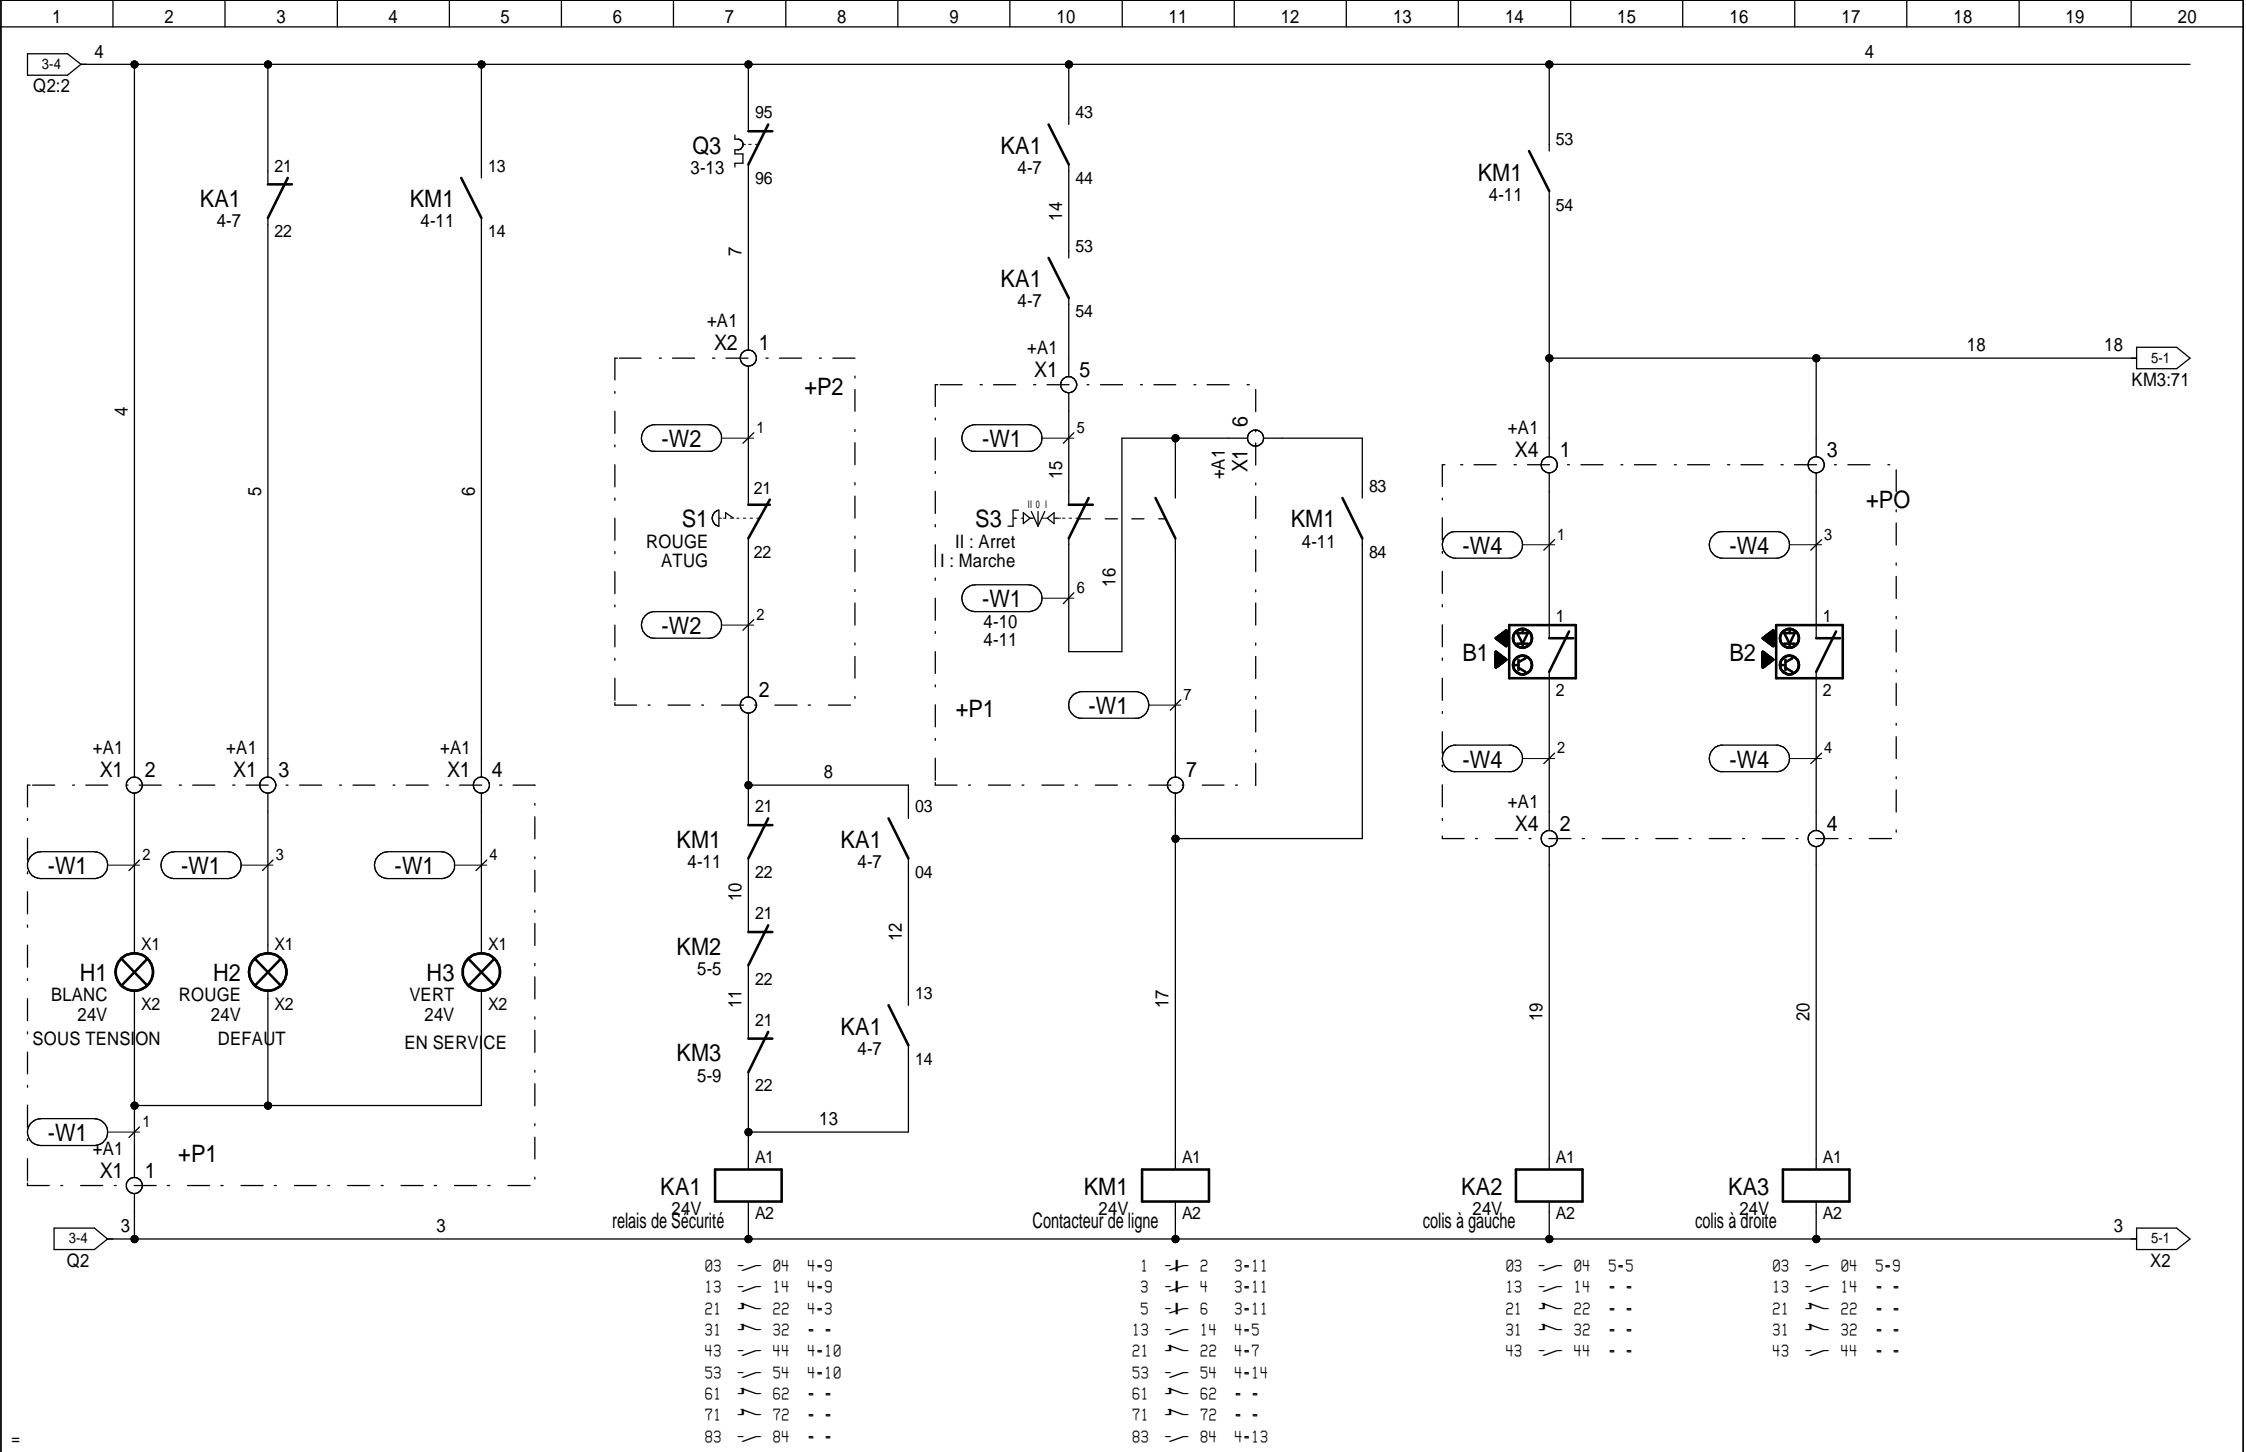 1 2 3 4 5 6 7 8 9 10 11 12 13 14 15 16 17 18 19 20
3-4 4 4
Q2:2
95 43
Q3 KA1 53
3-13 4-7
96 44
21 13 KM1
KA1 KM1 4-11
4-7 4-11 54
22 14 14
7 53
KA1
4-7
54
+A1
X2 1
+A1
X1 5
18 18 5-1
KM3:71
+P2
4
-W2 1
-W1 5
6
+A1
X1
+A1
X4 1
3
15
5 6
21 83
S1
ROUGE
ATUG
22
S3 II 0 I
II : Arret
I : Marche
KM1
4-11
84
+PO
-W4 1
-W4 3
16
-W1 6
4-10
4-11
-W2 2
B1 1
2
B2 1
2
2
+P1
-W1 7
+A1
X1 2
+A1
X1 3
+A1
X1 4
7
-W4 2
-W4 4
+A1
X4 2
4
8
21 03
KM1 KA1
4-11 4-7
22 04
-W1 2
-W1 3
-W1 4
10
21
KM2
5-5
22
12
X1 X1 X1
H1 H2 H3
BLANC ROUGE VERT
24V 24V 24V
X2 X2 X2
SOUS TENSION DEFAUT EN SERVICE
11
21 13
KM3 KA1
5-9 4-7
22 14
17 19 20
13
-W1 1
+A1
X1 1
+P1
A1 A1 A1 A1
KA1 KM1 KA2 KA3
24V 24V 24V 24V
A2 A2 A2 A2
relais de Sécurité Contacteur de ligne colis à gauche colis à droite
3-4 3 3 3 5-1
Q2 X2
03 04 4-9
13 14 4-9
21 22 4-3
31 32 - -
43 44 4-10
53 54 4-10
61 62 - -
71 72 - -
83 84 - -
1 2 3-11
3 4 3-11
5 6 3-11
13 14 4-5
21 22 4-7
53 54 4-14
61 62 - -
71 72 - -
83 84 4-13
03 04 5-5
13 14 - -
21 22 - -
31 32 - -
43 44 - -
03 04 5-9
13 14 - -
21 22 - -
31 32 - -
43 44 - -
=